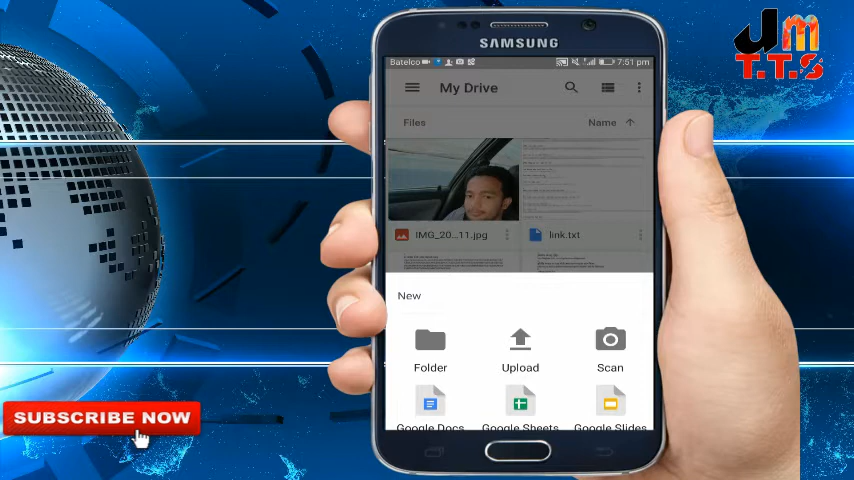 JM
T.T.S
SAMSUNG
Batelco 7:51 pm
My Drive
Files Name
IMG_20...11.jpg link.txt
New
Folder Upload Scan
Google Docs Google Sheets Google Slides
SUBSCRIBE NOW